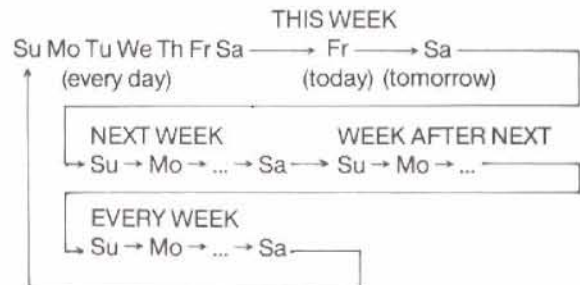 THIS WEEK
Su Mo Tu We Th Fr Sa → Fr → Sa
(every day) (today) (tomorrow)
NEXT WEEK WEEK AFTER NEXT
→ Su → Mo → ... → Sa → Su → Mo → ...
EVERY WEEK
→ Su → Mo → ... → Sa